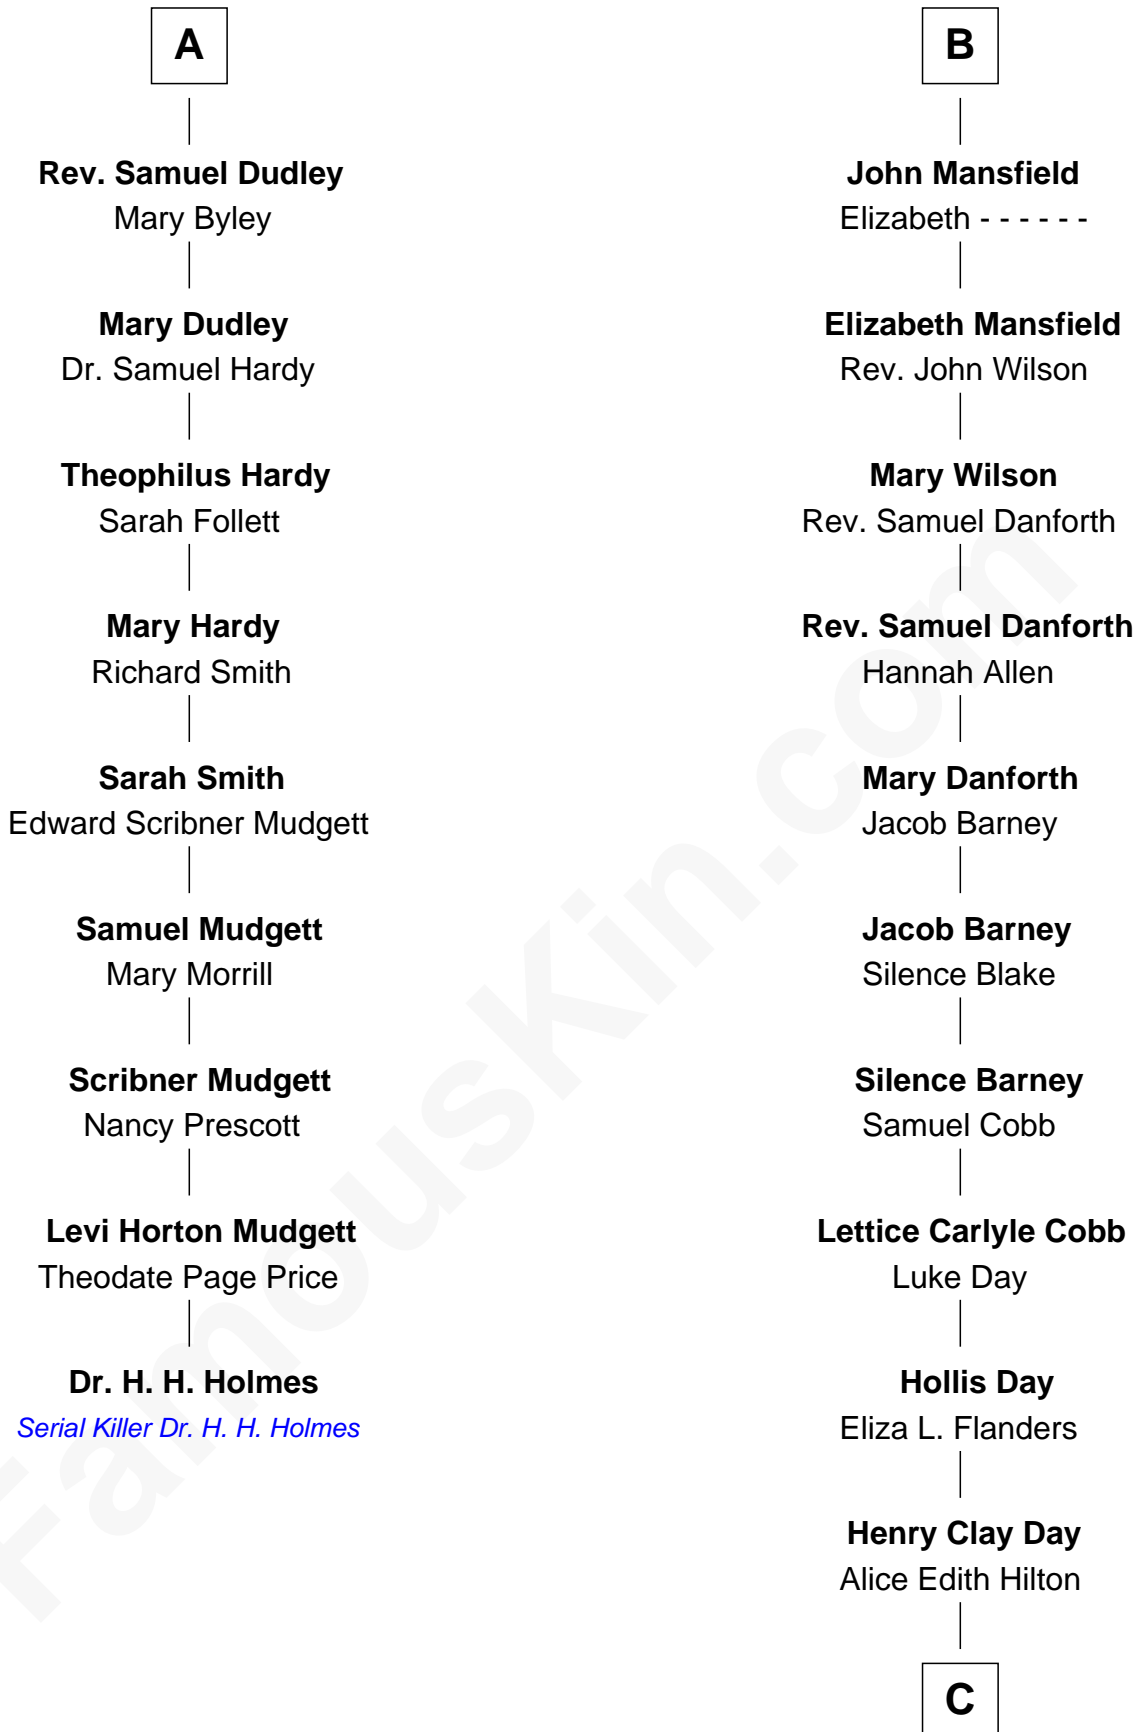 A
Rev. Samuel Dudley
Mary Byley
Mary Dudley
Dr. Samuel Hardy
Theophilus Hardy
Sarah Follett
Mary Hardy
Richard Smith
Sarah Smith
Edward Scribner Mudgett
Samuel Mudgett
Mary Morrill
Scribner Mudgett
Nancy Prescott
Levi Horton Mudgett
Theodate Page Price
Dr. H. H. Holmes
Serial Killer Dr. H. H. Holmes
B
John Mansfield
Elizabeth - - - - - -
Elizabeth Mansfield
Rev. John Wilson
Mary Wilson
Rev. Samuel Danforth
Rev. Samuel Danforth
Hannah Allen
Mary Danforth
Jacob Barney
Jacob Barney
Silence Blake
Silence Barney
Samuel Cobb
Lettice Carlyle Cobb
Luke Day
Hollis Day
Eliza L. Flanders
Henry Clay Day
Alice Edith Hilton
C
FamousKin.com